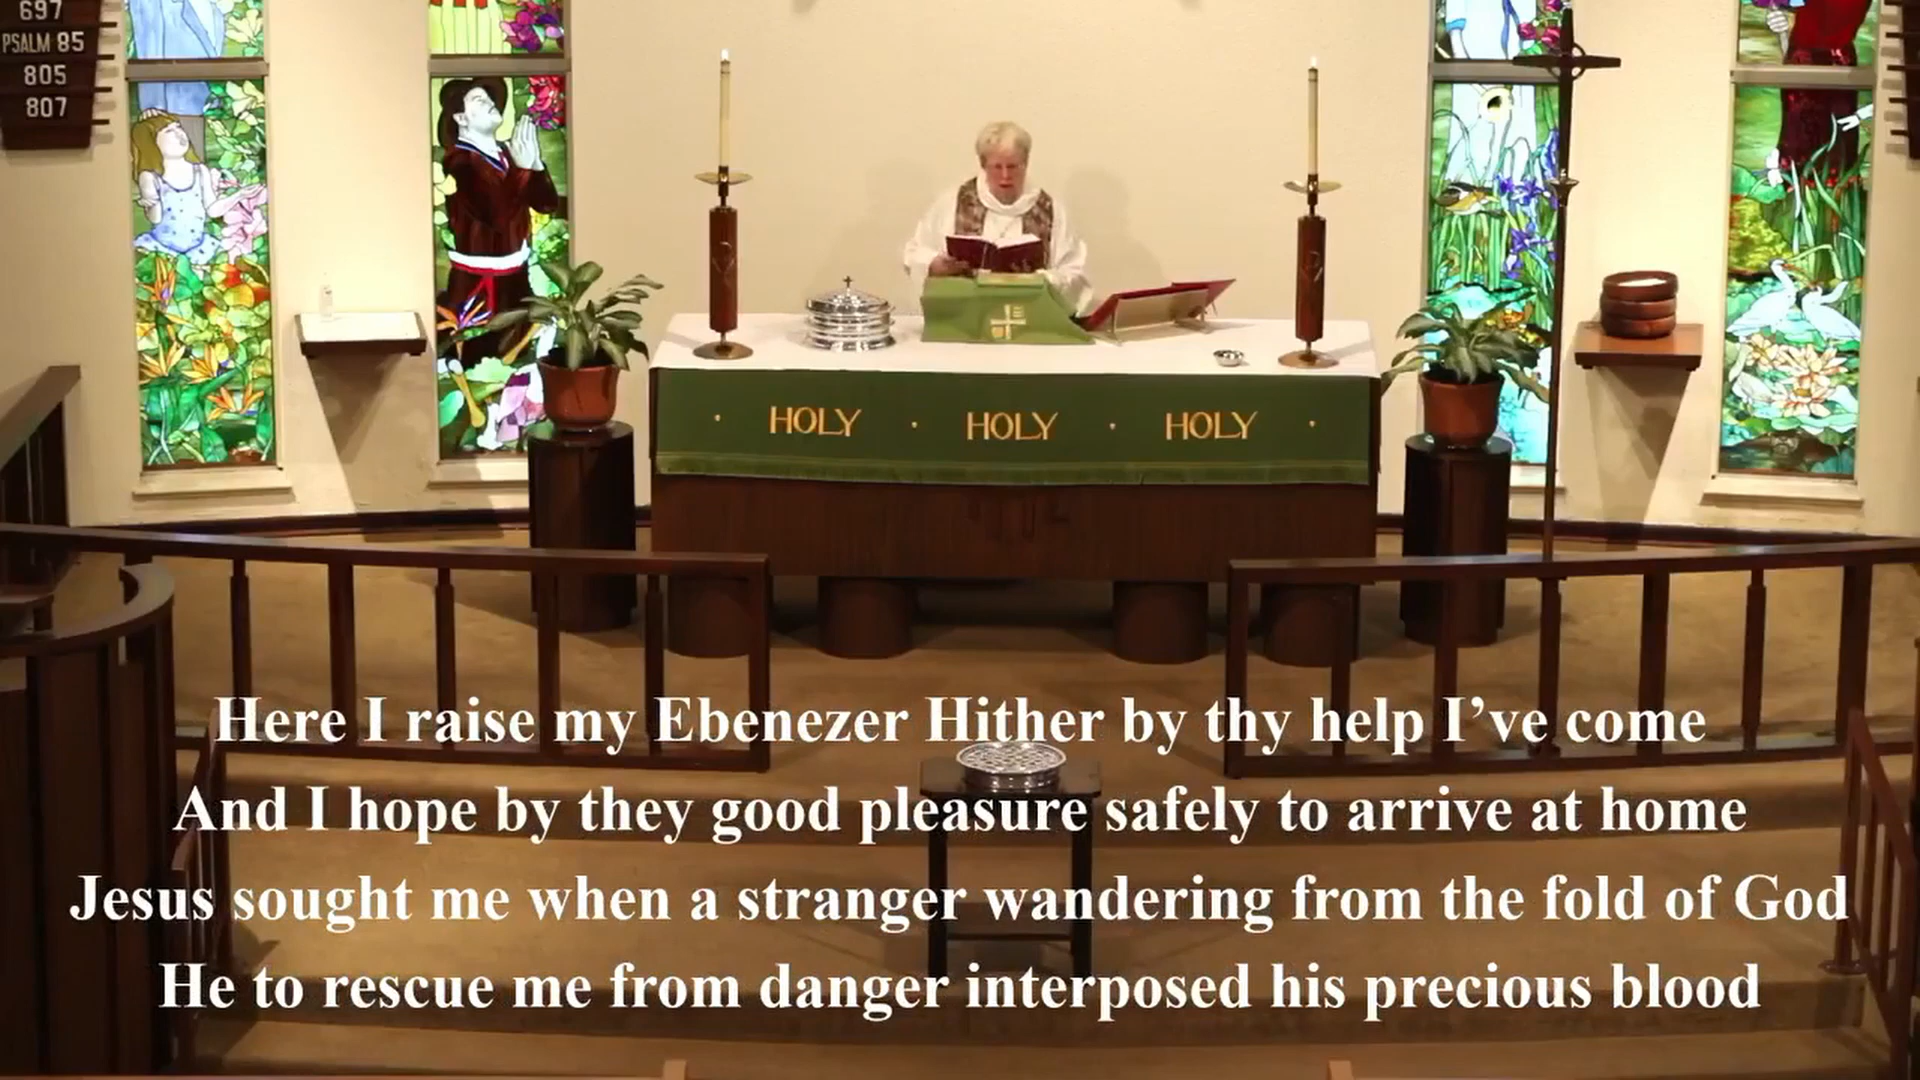 697
PSALM 85
805
807
HOLY · HOLY · HOLY
Here I raise my Ebenezer Hither by thy help I’ve come
And I hope by they good pleasure safely to arrive at home
Jesus sought me when a stranger wandering from the fold of God
He to rescue me from danger interposed his precious blood